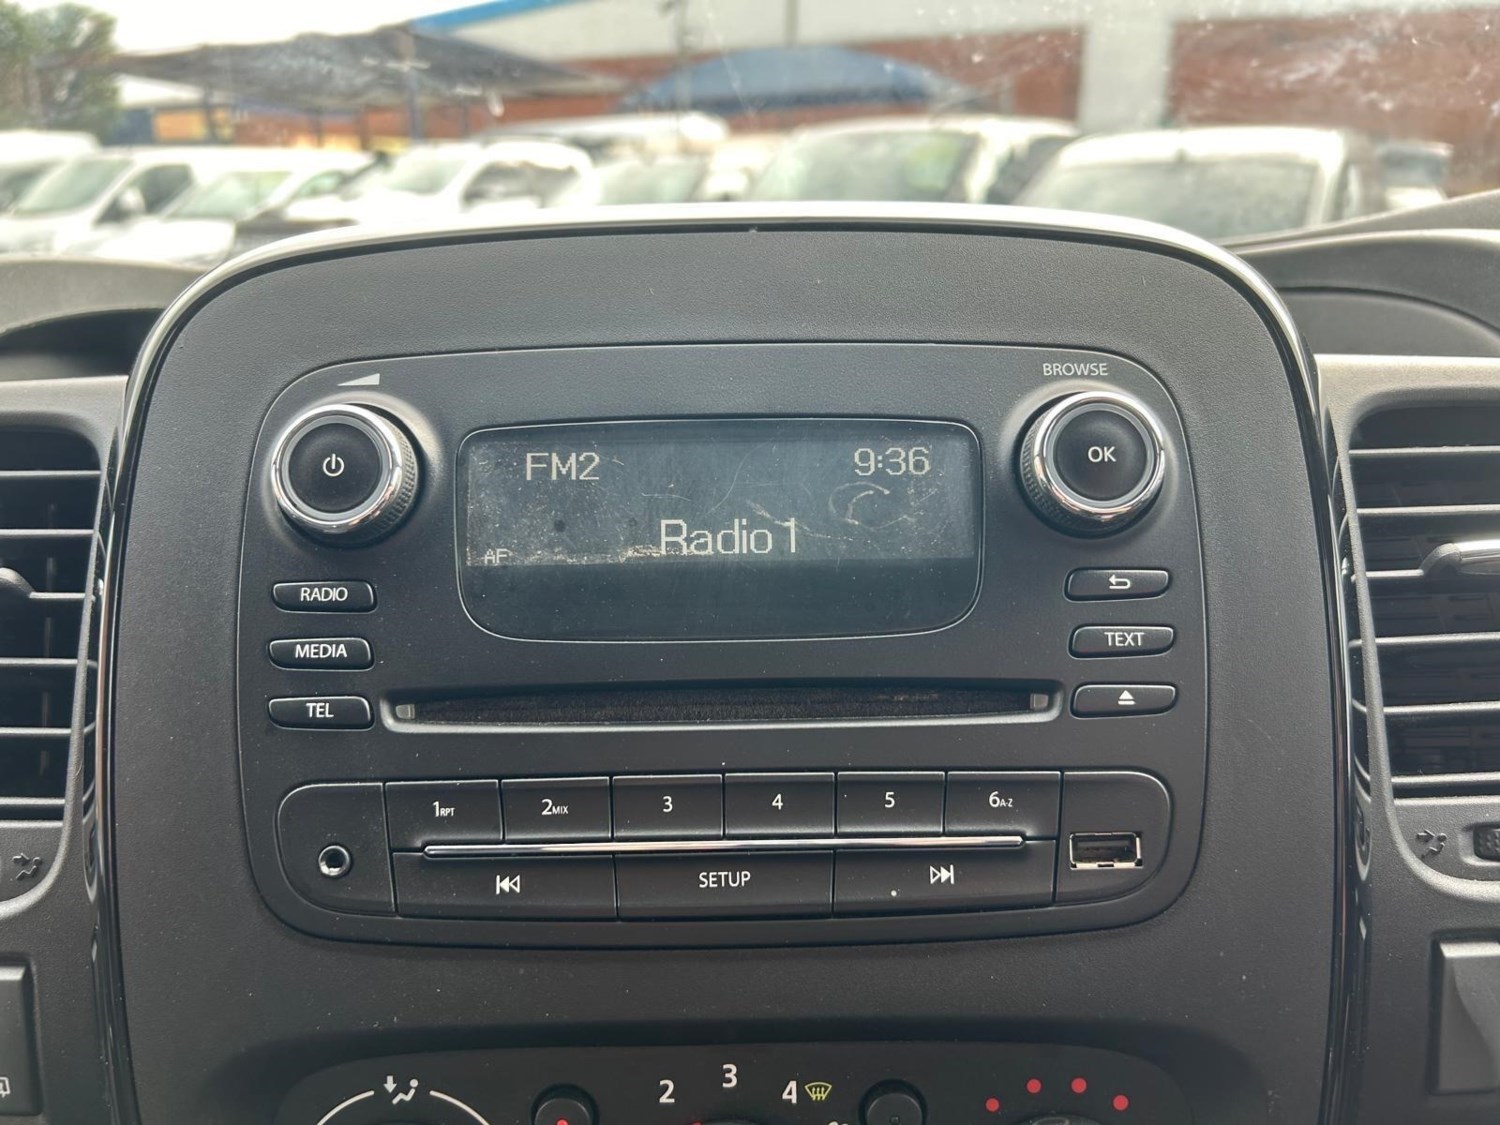 BROWSE
OK
FM2
9:36
Radio 1
AF
RADIO
MEDIA
TEL
TEXT
1RPT
2MIX
3
4
5
6A-Z
SETUP
2
3
4